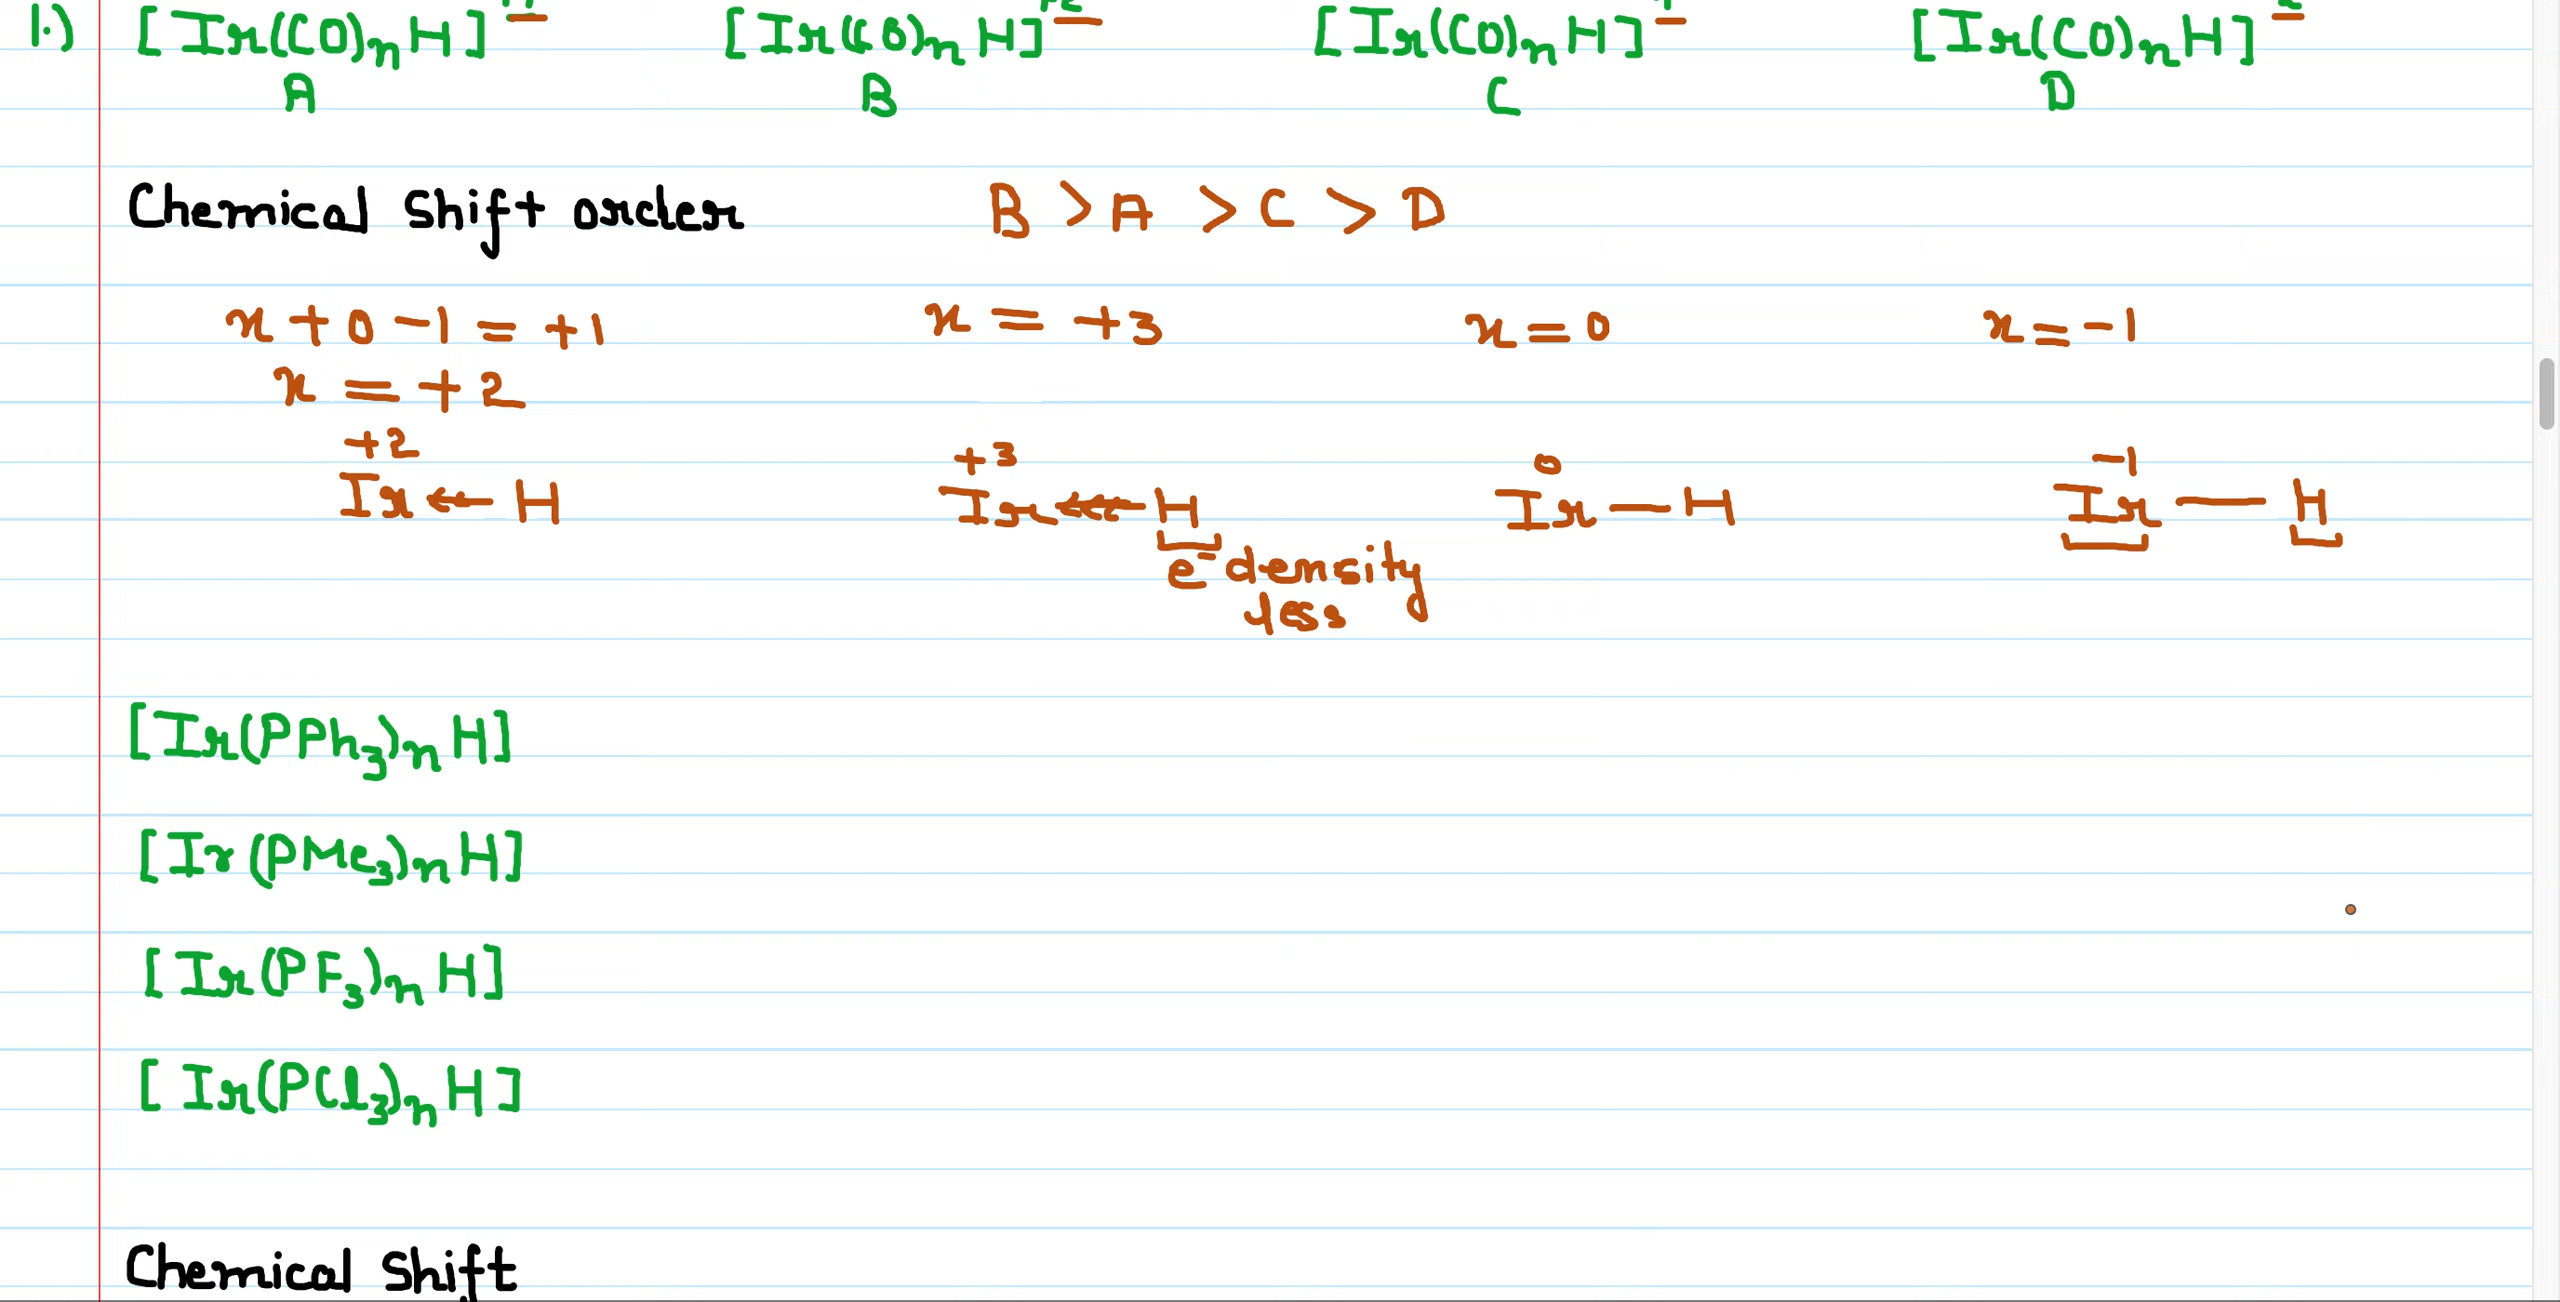 1.) [Ir(CO)nH]+1 [Ir(CO)nH]+2 [Ir(CO)nH]- [Ir(CO)nH]
A B C D
Chemical Shift order B > A > C > D
x + 0 - 1 = +1 x = +3 x = 0 x = -1
x = +2
+2 +3 0 -1
Ir ← H Ir ← H Ir — H Ir — H
e- density
less
[Ir(PPh3)nH]
[Ir(PMe3)nH]
[Ir(PF3)nH]
[Ir(PCl3)nH]
Chemical Shift